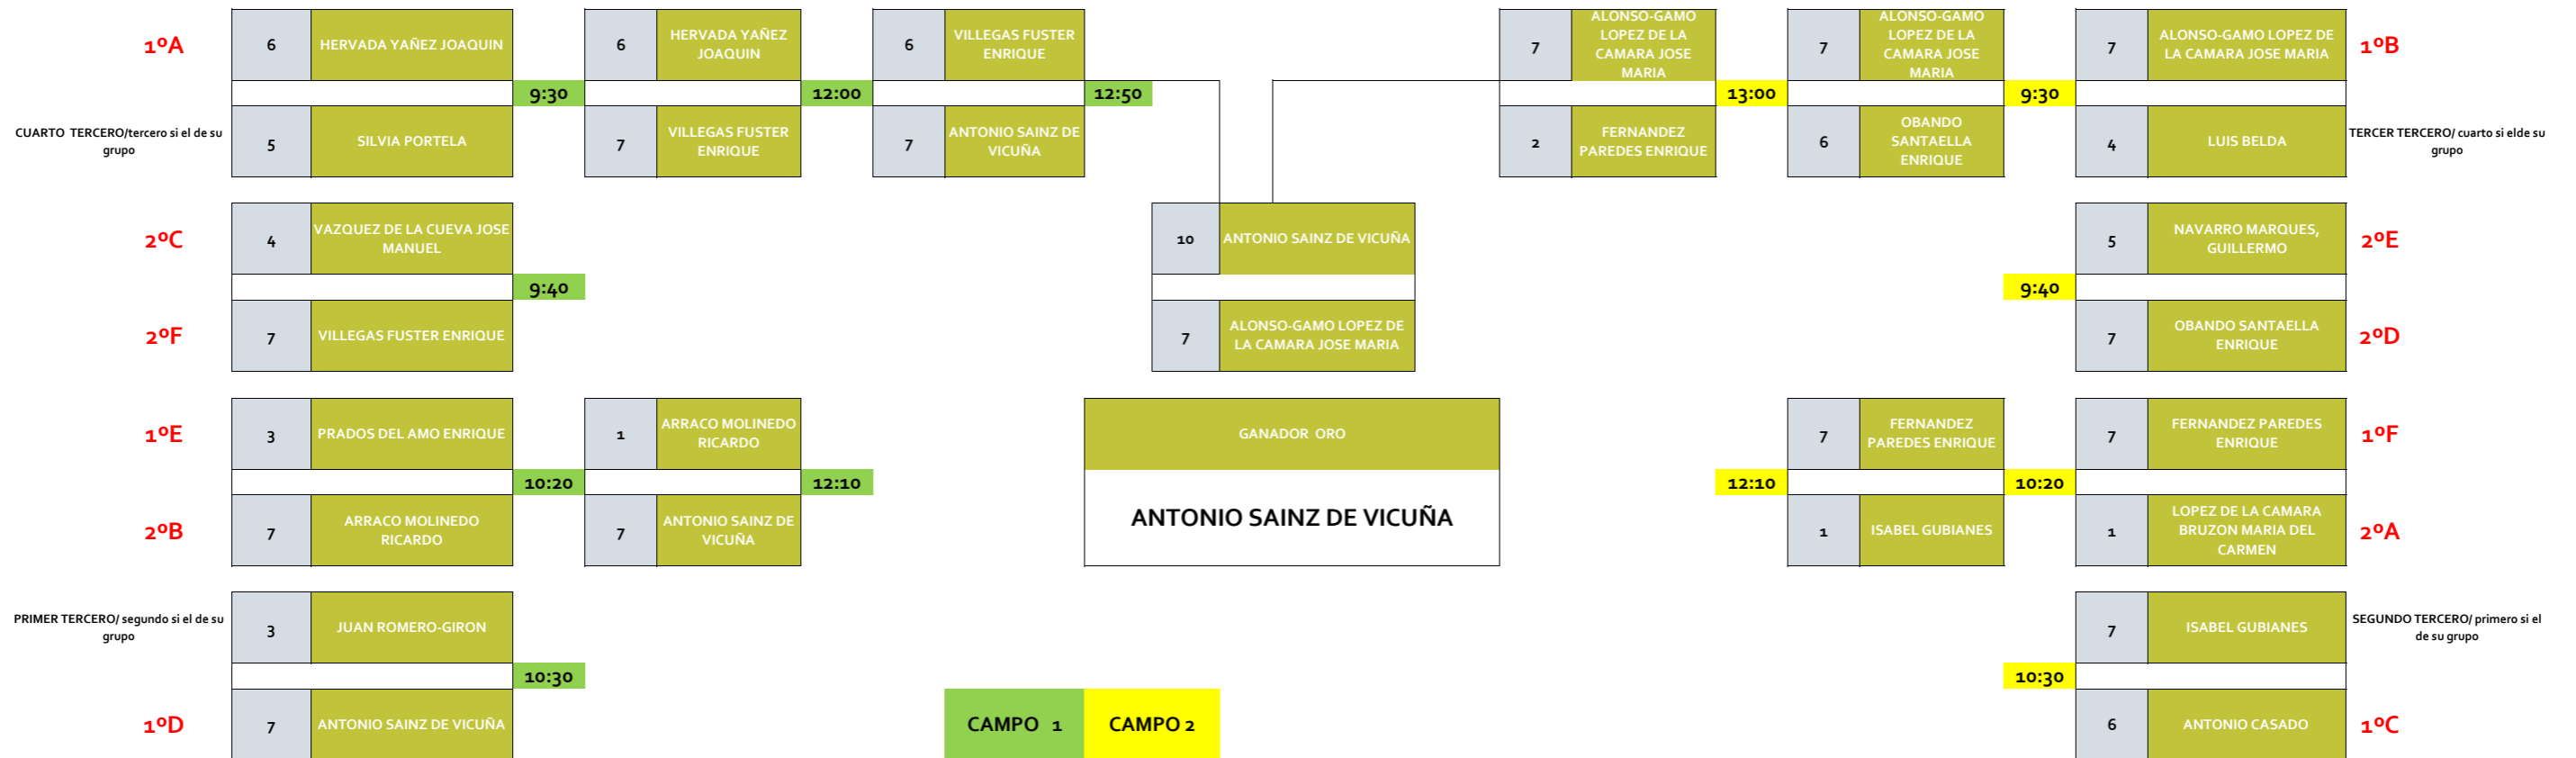 1ºA
6
HERVADA YAÑEZ JOAQUIN
9:30
CUARTO TERCERO/tercero si el de su
grupo
5
SILVIA PORTELA
2ºC
4
VAZQUEZ DE LA CUEVA JOSE
MANUEL
9:40
2ºF
7
VILLEGAS FUSTER ENRIQUE
1ºE
3
PRADOS DEL AMO ENRIQUE
10:20
2ºB
7
ARRACO MOLINEDO
RICARDO
PRIMER TERCERO/ segundo si el de su
grupo
3
JUAN ROMERO-GIRON
10:30
1ºD
7
ANTONIO SAINZ DE VICUÑA
6
HERVADA YAÑEZ
JOAQUIN
12:00
7
VILLEGAS FUSTER
ENRIQUE
1
ARRACO MOLINEDO
RICARDO
12:10
7
ANTONIO SAINZ DE
VICUÑA
6
VILLEGAS FUSTER
ENRIQUE
12:50
7
ANTONIO SAINZ DE
VICUÑA
10
ANTONIO SAINZ DE VICUÑA
7
ALONSO-GAMO LOPEZ DE
LA CAMARA JOSE MARIA
GANADOR ORO
ANTONIO SAINZ DE VICUÑA
CAMPO 1
CAMPO 2
7
ALONSO-GAMO
LOPEZ DE LA
CAMARA JOSE
MARIA
13:00
2
FERNANDEZ
PAREDES ENRIQUE
7
ALONSO-GAMO
LOPEZ DE LA
CAMARA JOSE
MARIA
9:30
6
OBANDO
SANTAELLA
ENRIQUE
12:10
7
FERNANDEZ
PAREDES ENRIQUE
10:20
1
ISABEL GUBIANES
7
ALONSO-GAMO LOPEZ DE
LA CAMARA JOSE MARIA
1ºB
4
LUIS BELDA
TERCER TERCERO/ cuarto si elde su
grupo
5
NAVARRO MARQUES,
GUILLERMO
2ºE
9:40
7
OBANDO SANTAELLA
ENRIQUE
2ºD
7
FERNANDEZ PAREDES
ENRIQUE
1ºF
1
LOPEZ DE LA CAMARA
BRUZON MARIA DEL
CARMEN
2ºA
7
ISABEL GUBIANES
SEGUNDO TERCERO/ primero si el
de su grupo
10:30
6
ANTONIO CASADO
1ºC